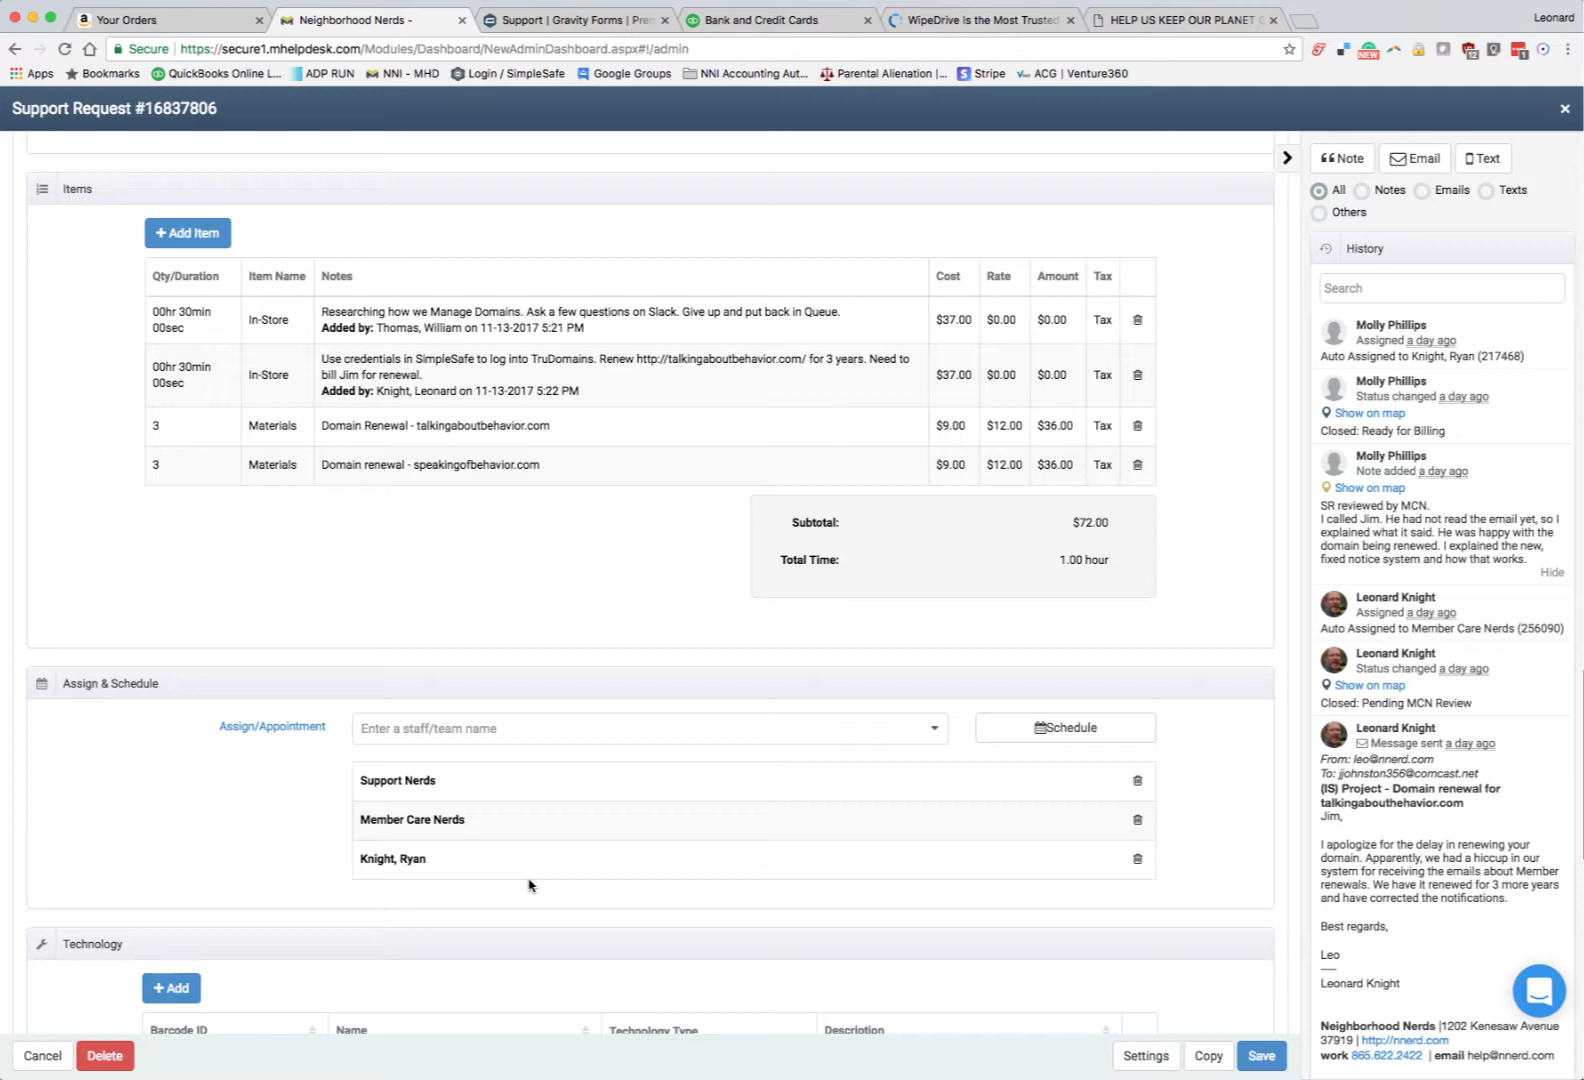 Your Orders
Neighborhood Nerds -
Support | Gravity Forms | Prem
Bank and Credit Cards
WipeDrive is the Most Trusted
HELP US KEEP OUR PLANET
Leonard
Secure
https://secure1.mhelpdesk.com/Modules/Dashboard/NewAdminDashboard.aspx#!/admin
Apps
Bookmarks
QuickBooks Online L...
ADP RUN
NNI - MHD
Login / SimpleSafe
Google Groups
NNI Accounting Aut...
Parental Alienation |...
Stripe
ACG | Venture360
Support Request #16837806
Items
+ Add Item
Qty/Duration Item Name Notes Cost Rate Amount Tax
00hr 30min
00sec
In-Store
Researching how we Manage Domains. Ask a few questions on Slack. Give up and put back in Queue.
Added by: Thomas, William on 11-13-2017 5:21 PM
$37.00 $0.00 $0.00 Tax
00hr 30min
00sec
In-Store
Use credentials in SimpleSafe to log into TruDomains. Renew http://talkingaboutbehavior.com/ for 3 years. Need to
bill Jim for renewal.
Added by: Knight, Leonard on 11-13-2017 5:22 PM
$37.00 $0.00 $0.00 Tax
3 Materials Domain Renewal - talkingaboutbehavior.com $9.00 $12.00 $36.00 Tax
3 Materials Domain renewal - speakingofbehavior.com $9.00 $12.00 $36.00 Tax
Subtotal: $72.00
Total Time: 1.00 hour
Assign & Schedule
Assign/Appointment
Enter a staff/team name
Schedule
Support Nerds
Member Care Nerds
Knight, Ryan
Technology
+ Add
Barcode ID Name Technology Type Description
Cancel
Delete
Settings
Copy
Save
Note
Email
Text
All Notes Emails Texts
Others
History
Search
Molly Phillips
Assigned a day ago
Auto Assigned to Knight, Ryan (217468)
Molly Phillips
Status changed a day ago
Show on map
Closed: Ready for Billing
Molly Phillips
Note added a day ago
Show on map
SR reviewed by MCN.
I called Jim. He had not read the email yet, so I
explained what it said. He was happy with the
domain being renewed. I explained the new,
fixed notice system and how that works.
Hide
Leonard Knight
Assigned a day ago
Auto Assigned to Member Care Nerds (256090)
Leonard Knight
Status changed a day ago
Show on map
Closed: Pending MCN Review
Leonard Knight
Message sent a day ago
From: leo@nnerd.com
To: jjohnston356@comcast.net
(IS) Project - Domain renewal for
talkingaboutbehavior.com
Jim,
I apologize for the delay in renewing your
domain. Apparently, we had a hiccup in our
system for receiving the emails about Member
renewals. We have it renewed for 3 more years
and have corrected the notifications.
Best regards,
Leo
—
Leonard Knight
Neighborhood Nerds |1202 Kenesaw Avenue
37919 | http://nnerd.com
work 865.622.2422 | email help@nnerd.com